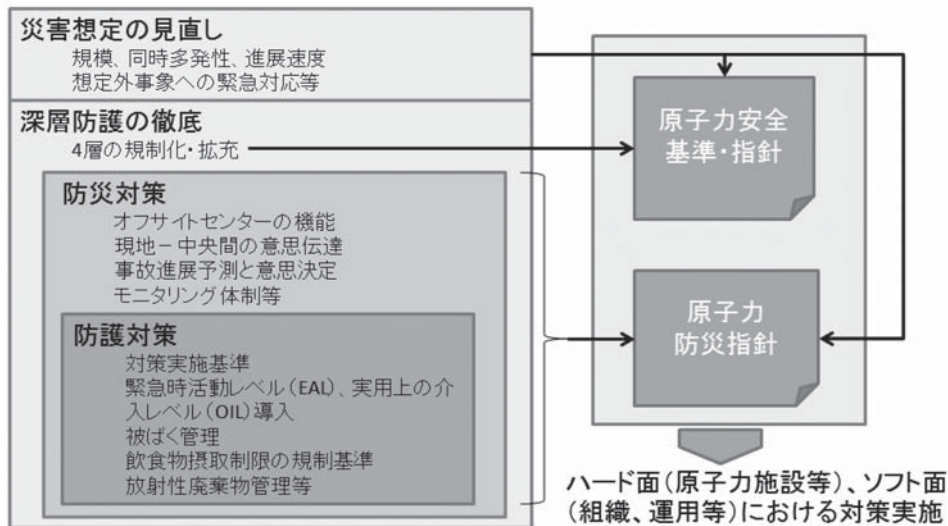 災害想定の見直し
規模、同時多発性、進展速度
想定外事象への緊急対応等
深層防護の徹底
4層の規制化・拡充
防災対策
オフサイトセンターの機能
現地－中央間の意思伝達
事故進展予測と意思決定
モニタリング体制等
防護対策
対策実施基準
緊急時活動レベル(EAL)、実用上の介
入レベル(OIL)導入
被ばく管理
飲食物摂取制限の規制基準
放射性廃棄物管理等
原子力安全
基準・指針
原子力
防災指針
ハード面(原子力施設等)、ソフト面
(組織、運用等)における対策実施